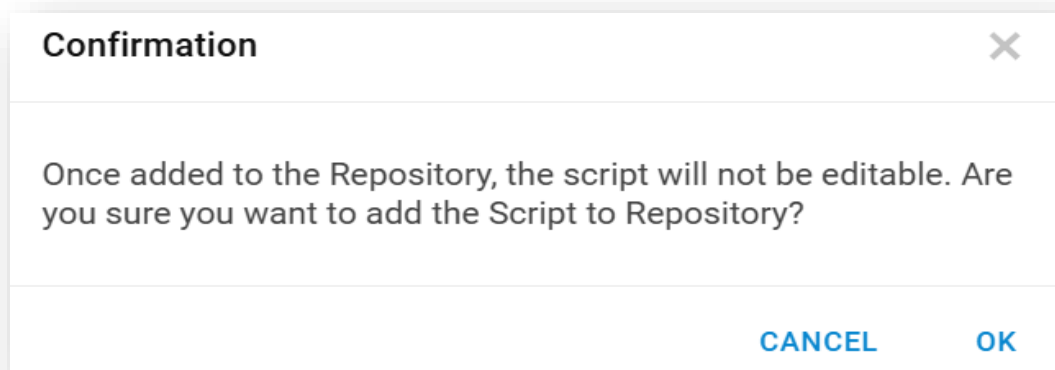 Confirmation
Once added to the Repository, the script will not be editable. Are
you sure you want to add the Script to Repository?
CANCEL OK